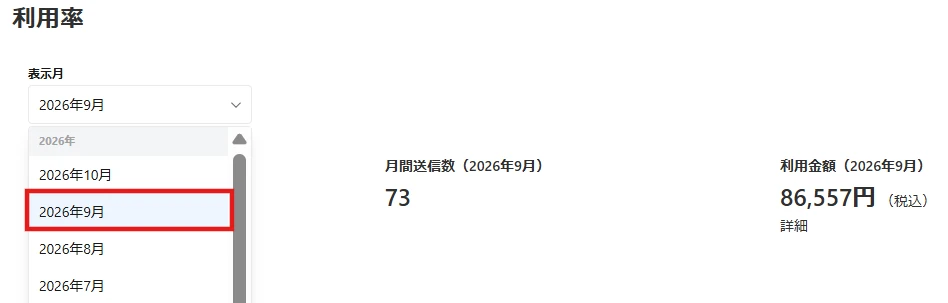 利用率
表示月
2026年9月
2026年
2026年10月
2026年9月
2026年8月
2026年7月
月間送信数（2026年9月）
73
利用金額（2026年9月）
86,557円（税込）
詳細